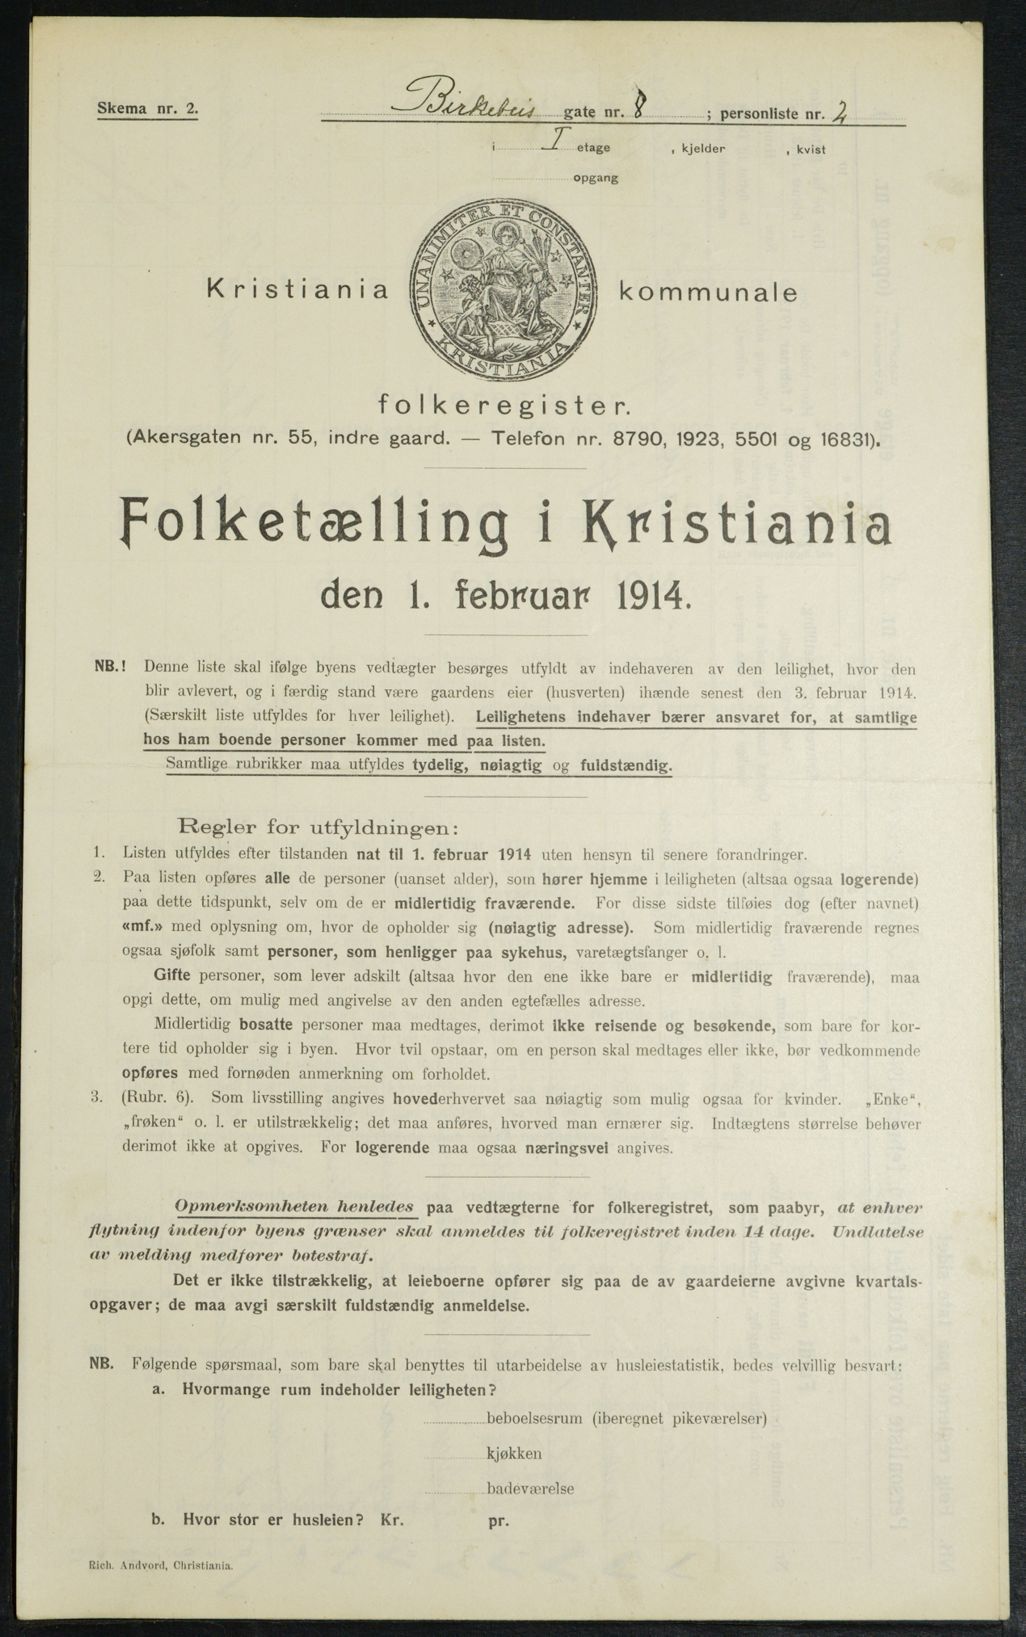 Skema nr. 2.
Birkebeis gate nr. 8 ; personliste nr. 2
i I etage , kjelder , kvist
opgang
UNANIMITER ET CONSTANTER
KRISTIANIA
Kristiania kommunale
folkeregister.
(Akersgaten nr. 55, indre gaard. — Telefon nr. 8790, 1923, 5501 og 16831).
Folketælling i Kristiania
den 1. februar 1914.
NB.! Denne liste skal ifølge byens vedtægter besørges utfyldt av indehaveren av den leilighet, hvor den
blir avlevert, og i færdig stand være gaardens eier (husverten) ihænde senest den 3. februar 1914.
(Særskilt liste utfyldes for hver leilighet). Leilighetens indehaver bærer ansvaret for, at samtlige
hos ham boende personer kommer med paa listen.
Samtlige rubrikker maa utfyldes tydelig, nøiagtig og fuldstændig.
Regler for utfyldningen:
1. Listen utfyldes efter tilstanden nat til 1. februar 1914 uten hensyn til senere forandringer.
2. Paa listen opføres alle de personer (uanset alder), som hører hjemme i leiligheten (altsaa ogsaa logerende)
paa dette tidspunkt, selv om de er midlertidig fraværende. For disse sidste tilføies dog (efter navnet)
«mf.» med oplysning om, hvor de opholder sig (nøiagtig adresse). Som midlertidig fraværende regnes
ogsaa sjøfolk samt personer, som henligger paa sykehus, varetægtsfanger o. l.
Gifte personer, som lever adskilt (altsaa hvor den ene ikke bare er midlertidig fraværende), maa
opgi dette, om mulig med angivelse av den anden egtefælles adresse.
Midlertidig bosatte personer maa medtages, derimot ikke reisende og besøkende, som bare for kor-
tere tid opholder sig i byen. Hvor tvil opstaar, om en person skal medtages eller ikke, bør vedkommende
opføres med fornøden anmerkning om forholdet.
3. (Rubr. 6). Som livsstilling angives hovederhvervet saa nøiagtig som mulig ogsaa for kvinder. „Enke“,
„frøken“ o. l. er utilstrækkelig; det maa anføres, hvorved man ernærer sig. Indtægtens størrelse behøver
derimot ikke at opgives. For logerende maa ogsaa næringsvei angives.
Opmerksomheten henledes paa vedtægterne for folkeregistret, som paabyr, at enhver
flytning indenfor byens grænser skal anmeldes til folkeregistret inden 14 dage. Undlatelse
av melding medfører bøtestraf.
Det er ikke tilstrækkelig, at leieboerne opfører sig paa de av gaardeierne avgivne kvartals-
opgaver; de maa avgi særskilt fuldstændig anmeldelse.
NB. Følgende spørsmaal, som bare skal benyttes til utarbeidelse av husleiestatistik, bedes velvillig besvart:
a. Hvormange rum indeholder leiligheten?
beboelsesrum (iberegnet pikeværelser)
kjøkken
badeværelse
b. Hvor stor er husleien? Kr. pr.
Rich. Andvord, Christiania.